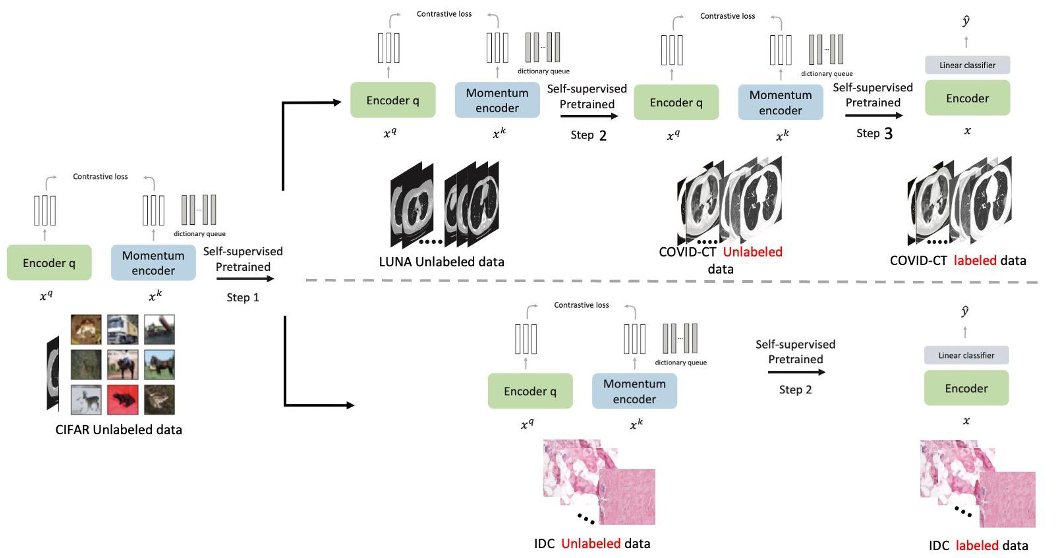 Contrastive loss
dictionary queue
Encoder q
Momentum
encoder
x^q
x^k
CIFAR Unlabeled data
Self-supervised
Pretrained
Step 1
Contrastive loss
dictionary queue
Encoder q
Momentum
encoder
x^q
x^k
LUNA Unlabeled data
Self-supervised
Pretrained
Step 2
Contrastive loss
dictionary queue
Encoder q
Momentum
encoder
x^q
x^k
COVID-CT Unlabeled
data
Self-supervised
Pretrained
Step 3
ŷ
Linear classifier
Encoder
x
COVID-CT labeled data
Contrastive loss
dictionary queue
Encoder q
Momentum
encoder
x^q
x^k
IDC Unlabeled data
Self-supervised
Pretrained
Step 2
ŷ
Linear classifier
Encoder
x
IDC labeled data